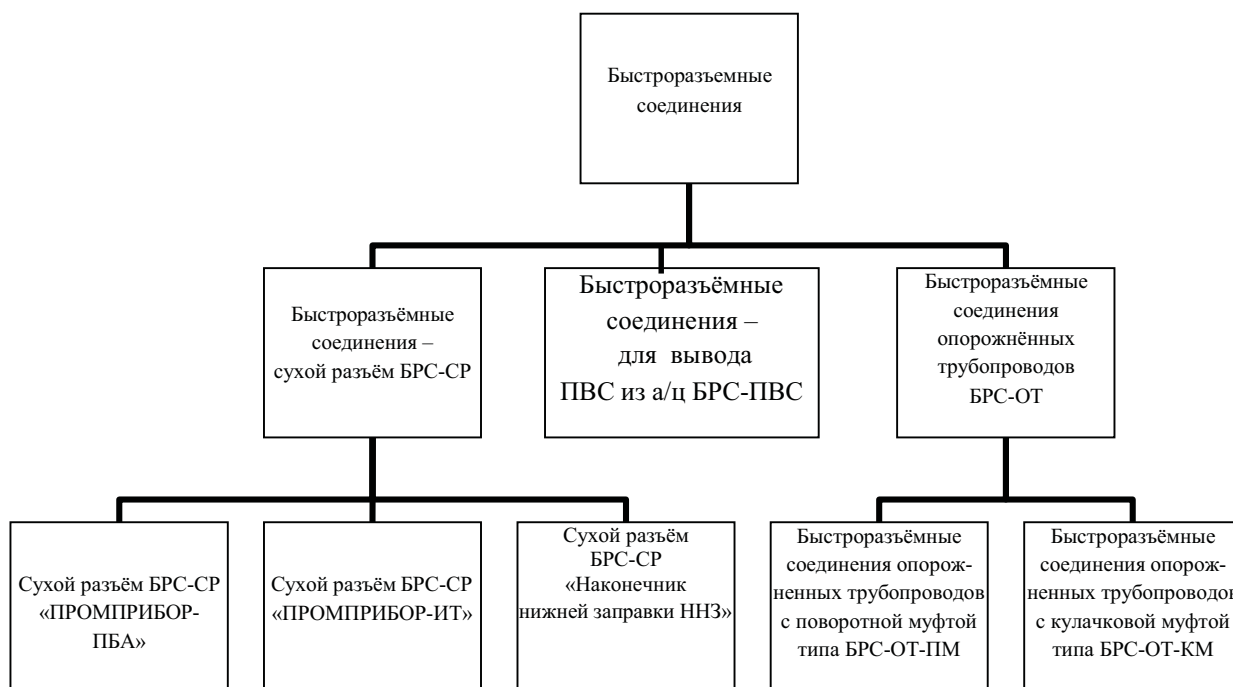 Быстроразъемные
соединения
Быстроразъёмные
соединения –
сухой разъём БРС-СР
Быстроразъёмные
соединения –
для вывода
ПВС из а/ц БРС-ПВС
Быстроразъёмные
соединения
опорожнённых
трубопроводов
БРС-ОТ
Сухой разъём БРС-СР
«ПРОМПРИБОР-
ПБА»
Сухой разъём БРС-СР
«ПРОМПРИБОР-ИТ»
Сухой разъём
БРС-СР
«Наконечник
нижней заправки ННЗ»
Быстроразъёмные
соединения опорож-
ненных трубопроводов
с поворотной муфтой
типа БРС-ОТ-ПМ
Быстроразъёмные
соединения опорож-
ненных трубопроводов
с кулачковой муфтой
типа БРС-ОТ-КМ